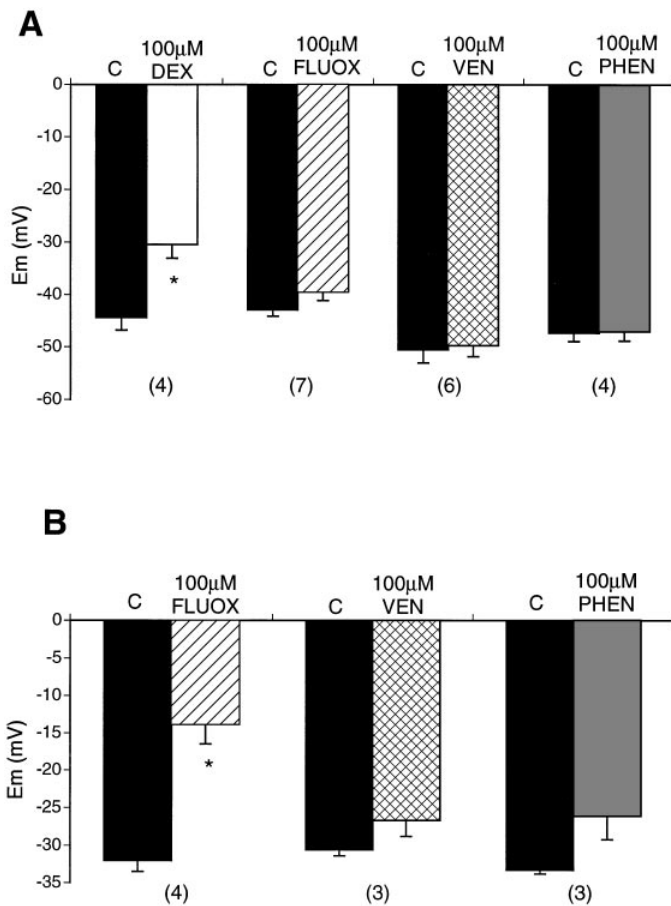 A
C 100µM DEX C 100µM FLUOX C 100µM VEN C 100µM PHEN
0
-10
-20
-30
-40
-50
-60
Em (mV)
*
(4) (7) (6) (4)
B
C 100µM FLUOX C 100µM VEN C 100µM PHEN
0
-5
-10
-15
-20
-25
-30
-35
Em (mV)
*
(4) (3) (3)